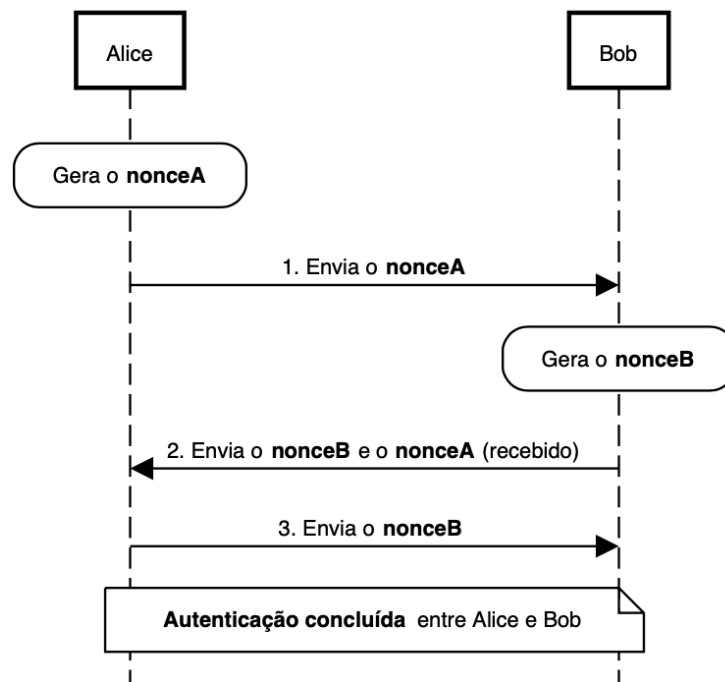 Alice
Bob
Gera o nonceA
1. Envia o nonceA
Gera o nonceB
2. Envia o nonceB e o nonceA (recebido)
3. Envia o nonceB
Autenticação concluída entre Alice e Bob